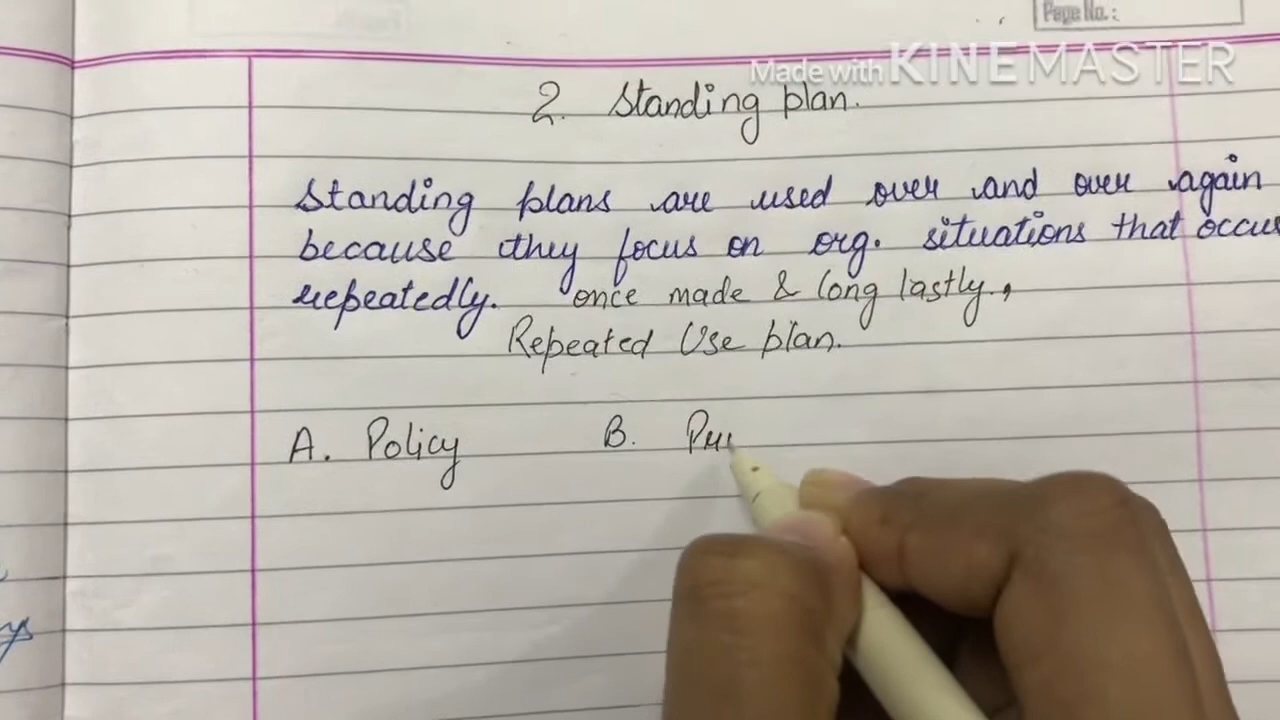 Page No.:
Made with KINEMASTER
2. Standing plan.
Standing plans are used over and over again
because they focus on org. situations that occur
repeatedly. once made & long lastly.,
Repeated Use plan.
A. Policy B.